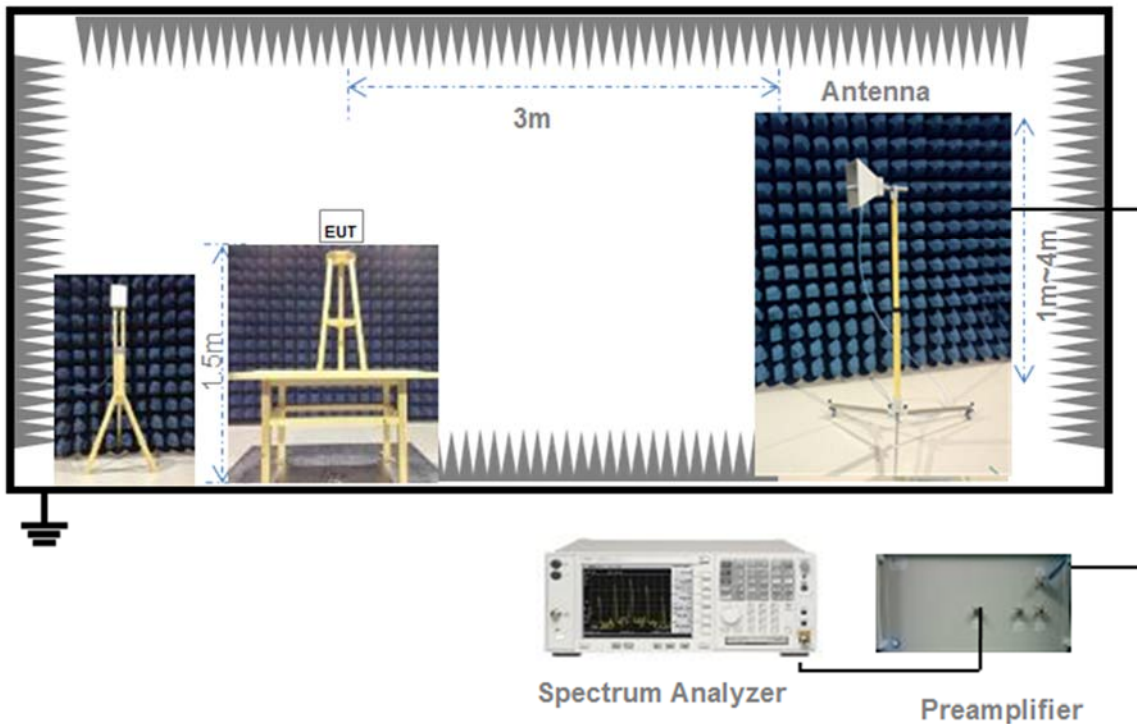 Antenna
3m
EUT
1.5m
1m~4m
Spectrum Analyzer
Preamplifier